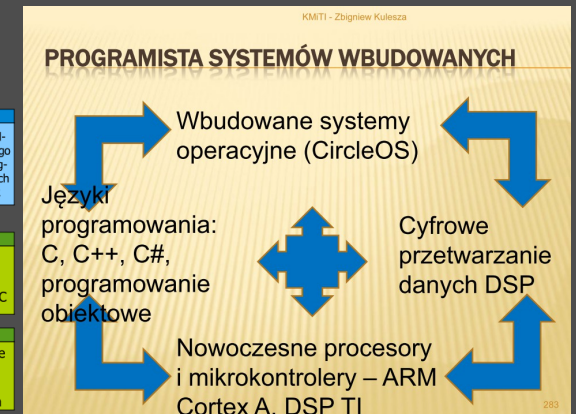 KMiTI - Zbigniew Kulesza
PROGRAMISTA SYSTEMÓW WBUDOWANYCH
Wbudowane systemy
operacyjne (CircleOS)
Języki
programowania:
C, C++, C#,
programowanie
obiektowe
Cyfrowe
przetwarzanie
danych DSP
Nowoczesne procesory
i mikrokontrolery – ARM
Cortex A, DSP TI
283